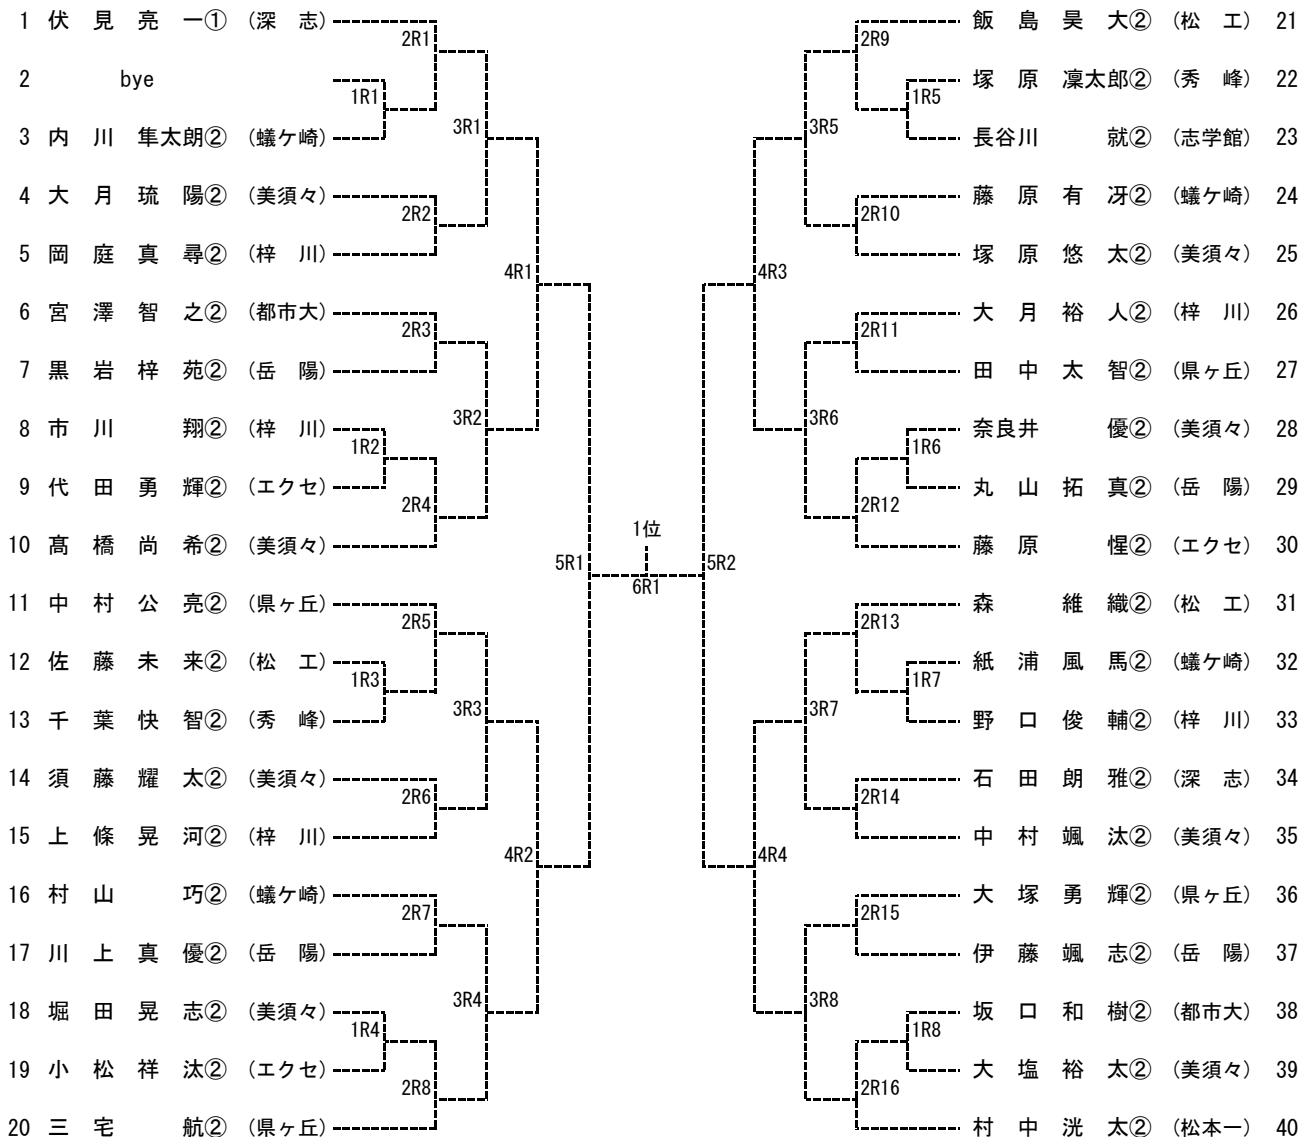 1 伏見亮一① (深志)
2 bye
3 内川隼太朗② (蟻ケ崎)
4 大月琉陽② (美須々)
5 岡庭真尋② (梓川)
6 宮澤智之② (都市大)
7 黒岩梓苑② (岳陽)
8 市川翔② (梓川)
9 代田勇輝② (エクセ)
10 髙橋尚希② (美須々)
11 中村公亮② (県ヶ丘)
12 佐藤未来② (松工)
13 千葉快智② (秀峰)
14 須藤耀太② (美須々)
15 上條晃河② (梓川)
16 村山巧② (蟻ケ崎)
17 川上真優② (岳陽)
18 堀田晃志② (美須々)
19 小松祥汰② (エクセ)
20 三宅航② (県ヶ丘)
2R1
1R1
3R1
2R2
4R1
2R3
3R2
1R2
2R4
5R1
2R5
1R3
3R3
2R6
4R2
2R7
3R4
1R4
2R8
1位
6R1
5R2
2R9
1R5
3R5
2R10
4R3
2R11
3R6
1R6
2R12
2R13
1R7
3R7
2R14
4R4
2R15
3R8
1R8
2R16
飯島昊大② (松工) 21
塚原凜太郎② (秀峰) 22
長谷川就② (志学館) 23
藤原有冴② (蟻ケ崎) 24
塚原悠太② (美須々) 25
大月裕人② (梓川) 26
田中太智② (県ヶ丘) 27
奈良井優② (美須々) 28
丸山拓真② (岳陽) 29
藤原惺② (エクセ) 30
森維織② (松工) 31
紙浦風馬② (蟻ケ崎) 32
野口俊輔② (梓川) 33
石田朗雅② (深志) 34
中村颯汰② (美須々) 35
大塚勇輝② (県ヶ丘) 36
伊藤颯志② (岳陽) 37
坂口和樹② (都市大) 38
大塩裕太② (美須々) 39
村中洸太② (松本一) 40